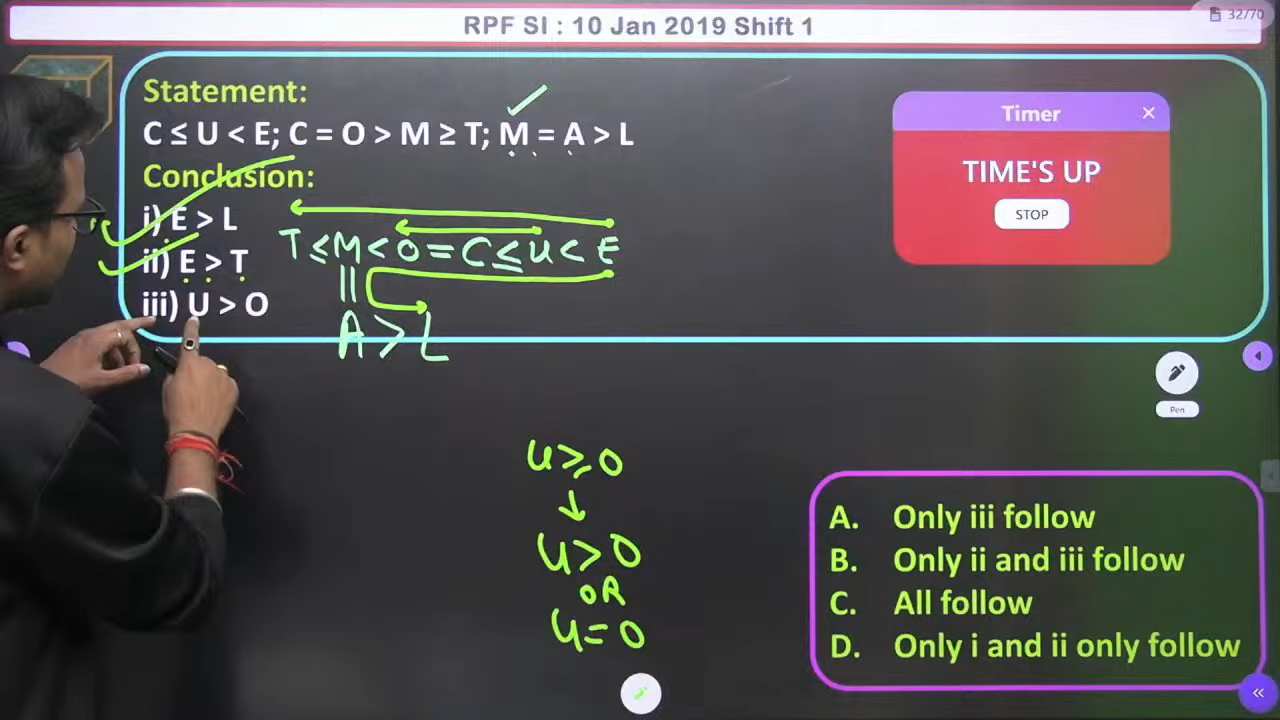 RPF SI : 10 Jan 2019 Shift 1
32/70
Statement:
C ≤ U < E; C = O > M ≥ T; M = A > L
Conclusion:
i) E > L
ii) E > T
iii) U > O
T ≤ M < O = C ≤ U < E
||
A > L
Timer
TIME'S UP
STOP
Pen
U ≥ O
↓
U > O
OR
U = O
A. Only iii follow
B. Only ii and iii follow
C. All follow
D. Only i and ii only follow